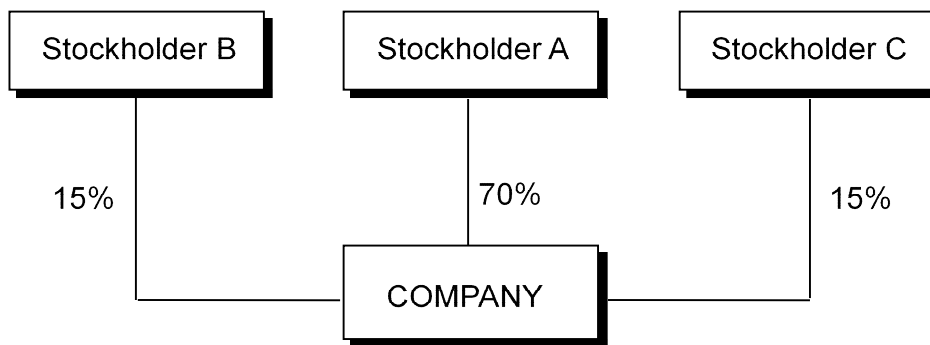 Stockholder B
Stockholder A
Stockholder C
15%
70%
15%
COMPANY